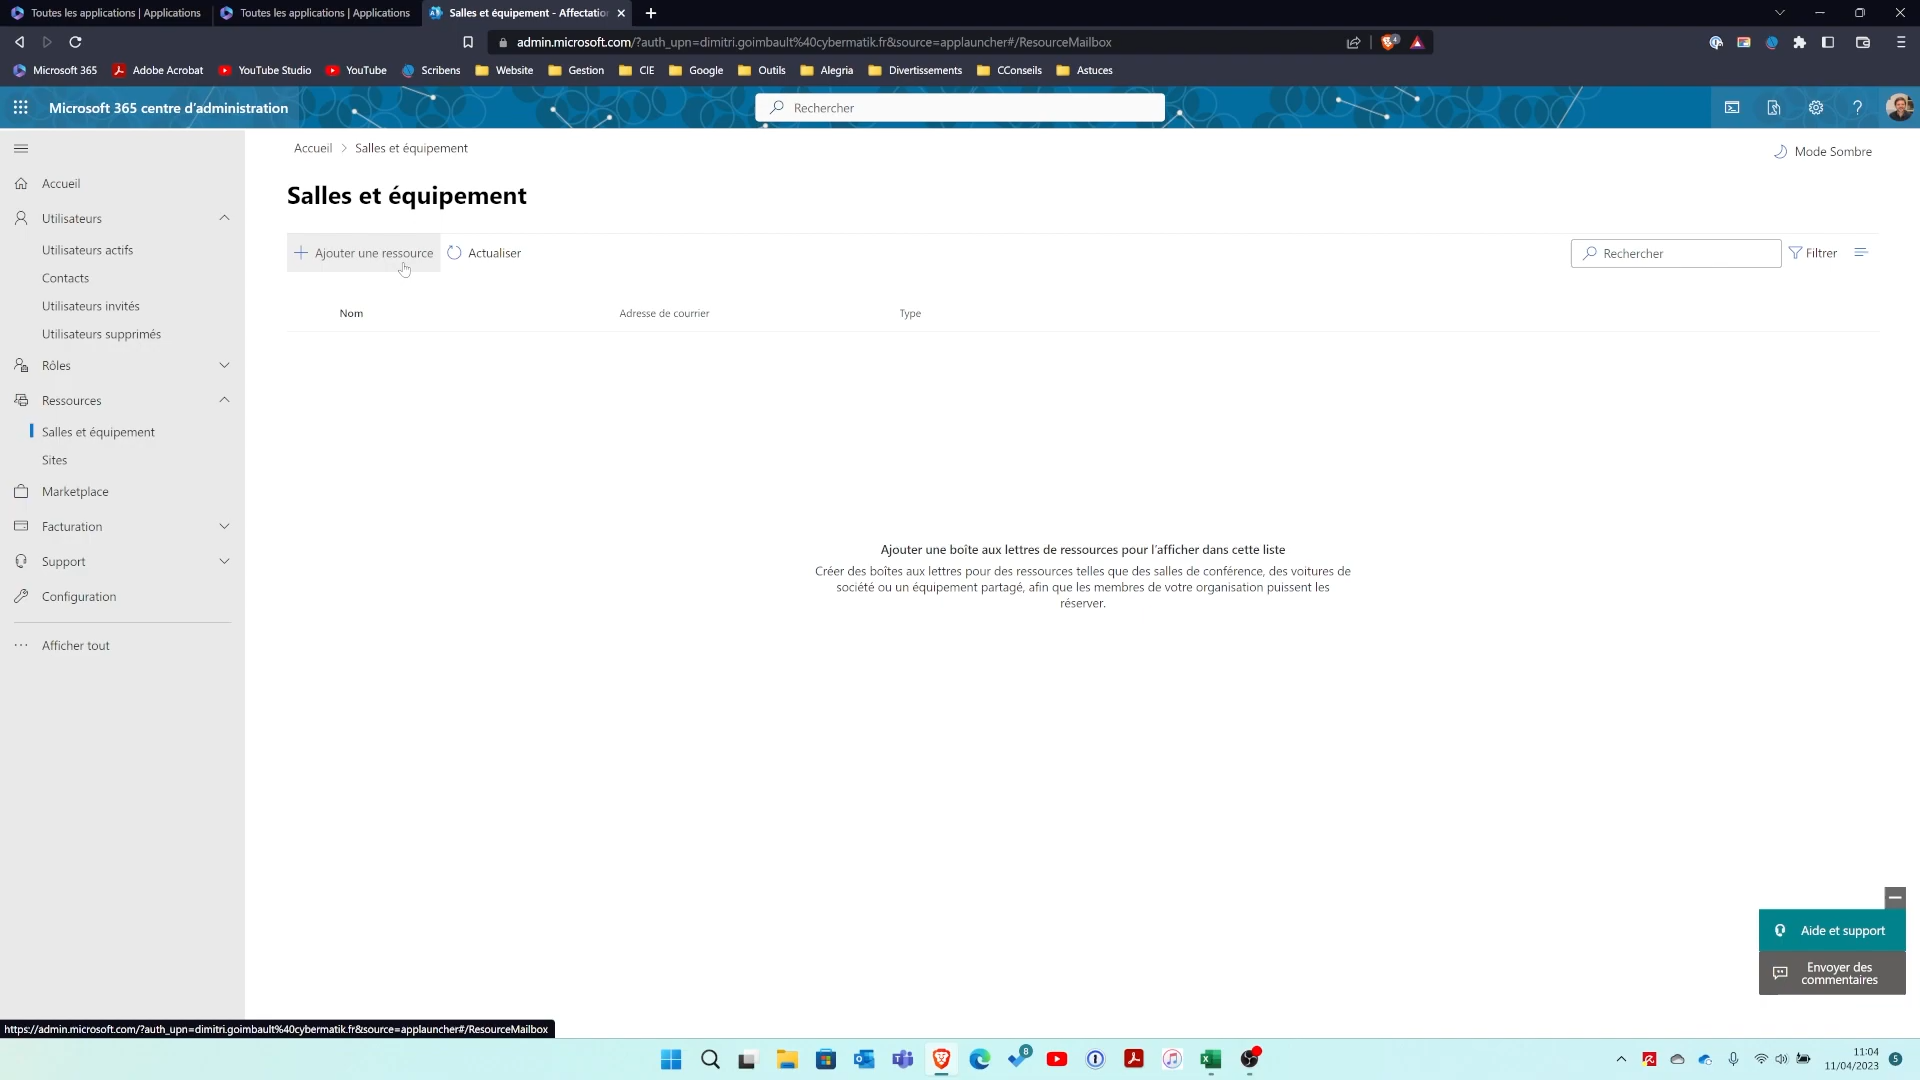 Toutes les applications | Applications
Toutes les applications | Applications
Salles et équipement - Affectatio
admin.microsoft.com/?auth_upn=dimitri.goimbault%40cybermatik.fr&source=applauncher#/ResourceMailbox
Microsoft 365
Adobe Acrobat
YouTube Studio
YouTube
Scribens
Website
Gestion
CIE
Google
Outils
Alegria
Divertissements
CConseils
Astuces
Microsoft 365 centre d'administration
Rechercher
Accueil > Salles et équipement
Mode Sombre
Accueil
Utilisateurs
Utilisateurs actifs
Contacts
Utilisateurs invités
Utilisateurs supprimés
Rôles
Ressources
Salles et équipement
Sites
Marketplace
Facturation
Support
Configuration
Afficher tout
Salles et équipement
Ajouter une ressource
Actualiser
Rechercher
Filtrer
Nom
Adresse de courrier
Type
Ajouter une boîte aux lettres de ressources pour l'afficher dans cette liste
Créer des boîtes aux lettres pour des ressources telles que des salles de conférence, des voitures de
société ou un équipement partagé, afin que les membres de votre organisation puissent les
réserver.
Aide et support
Envoyer des
commentaires
https://admin.microsoft.com/?auth_upn=dimitri.goimbault%40cybermatik.fr&source=applauncher#/ResourceMailbox
8
11:04
11/04/2023
5